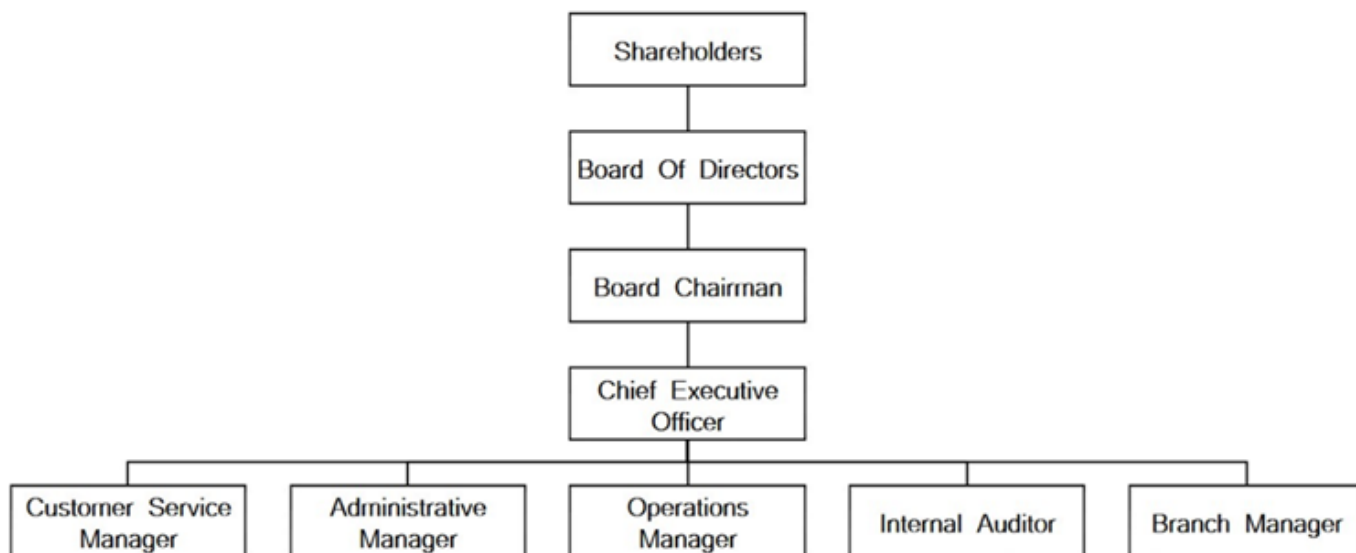 Shareholders
Board Of Directors
Board Chairman
Chief Executive
Officer
Customer Service
Manager
Administrative
Manager
Operations
Manager
Internal Auditor
Branch Manager